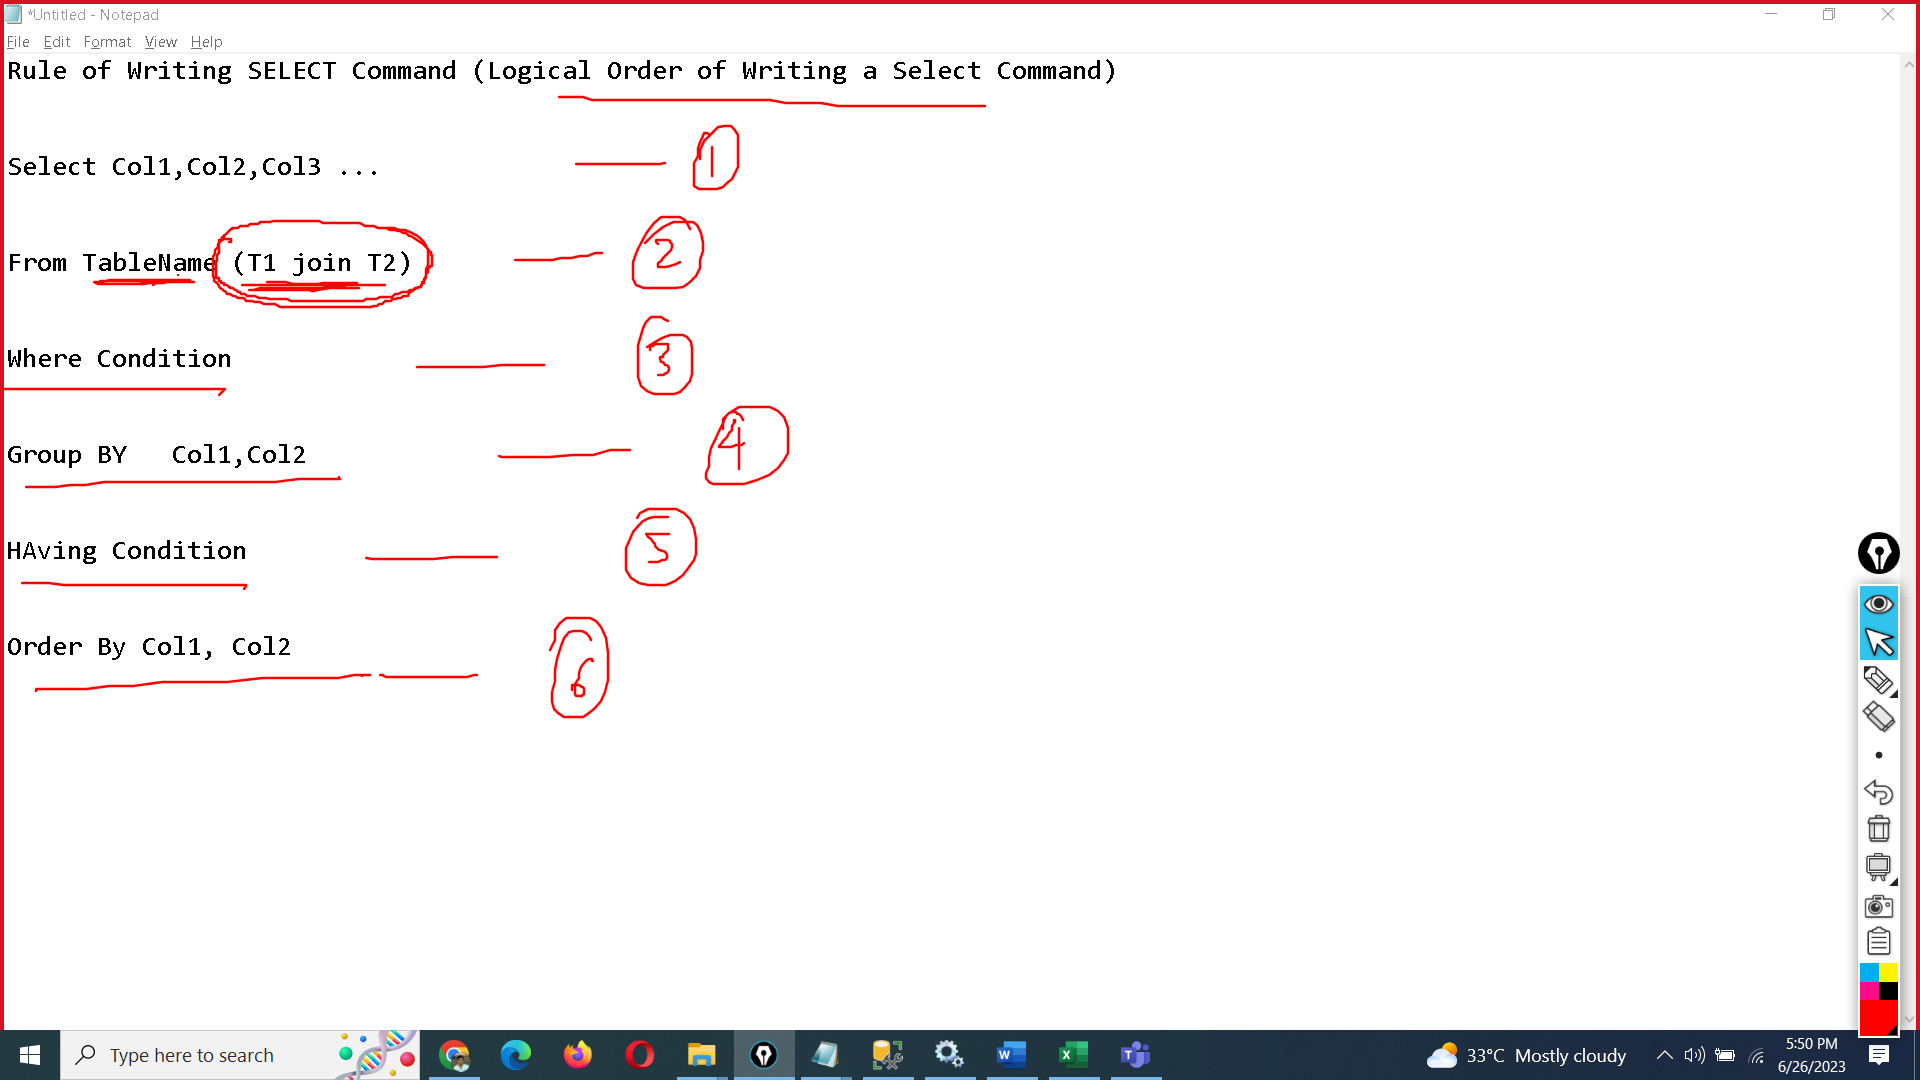 *Untitled - Notepad
File Edit Format View Help
Rule of Writing SELECT Command (Logical Order of Writing a Select Command)
Select Col1,Col2,Col3 ... 1
From TableName (T1 join T2) 2
Where Condition 3
Group BY Col1,Col2 4
HAving Condition 5
Order By Col1, Col2 6
Type here to search
33°C Mostly cloudy
5:50 PM
6/26/2023